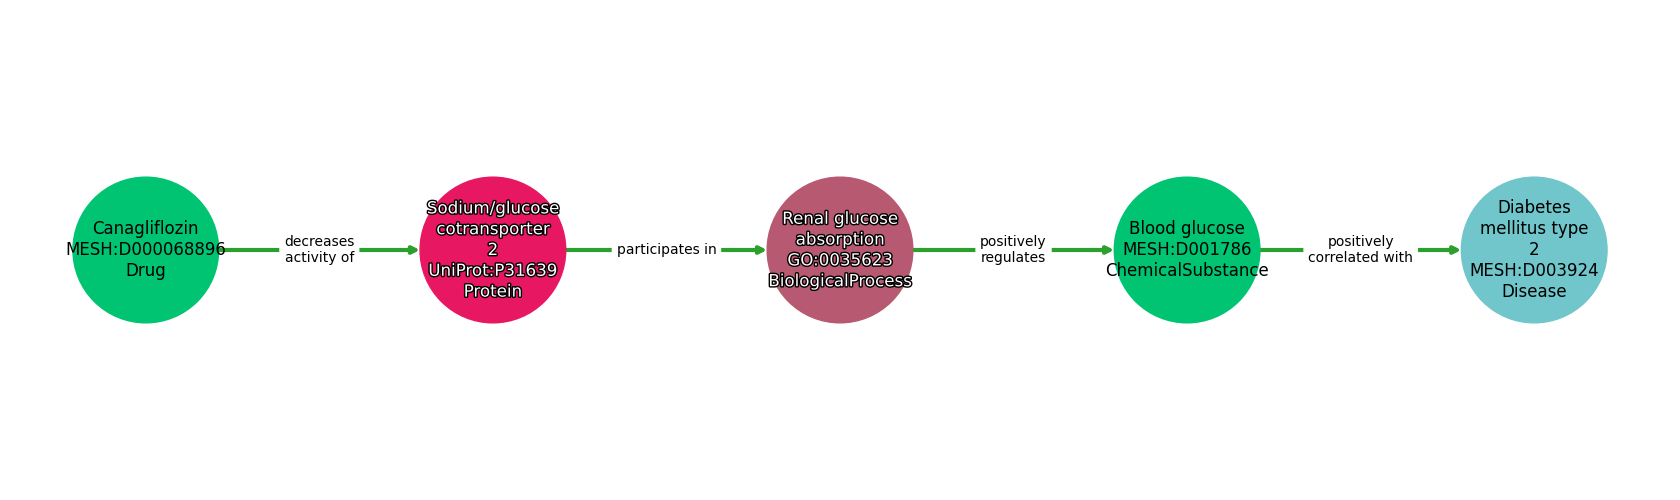 Canagliflozin
MESH:D000068896
Drug
decreases
activity of
Sodium/glucose
cotransporter
2
UniProt:P31639
Protein
participates in
Renal glucose
absorption
GO:0035623
BiologicalProcess
positively
regulates
Blood glucose
MESH:D001786
ChemicalSubstance
positively
correlated with
Diabetes
mellitus type
2
MESH:D003924
Disease